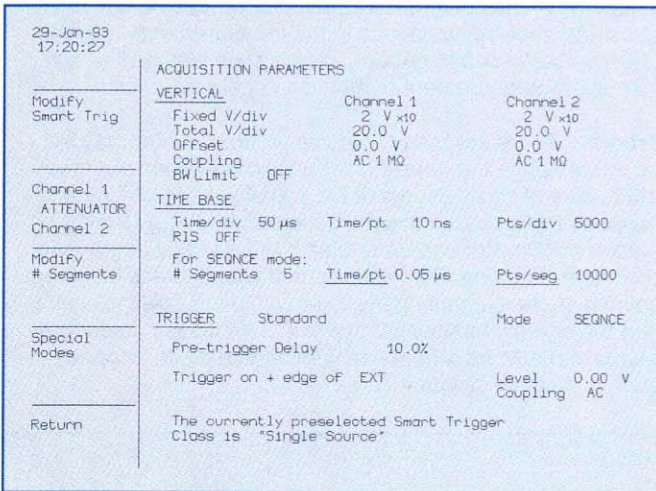 29-Jan-93
17:20:27
ACQUISITION PARAMETERS
Modify
Smart Trig
VERTICAL
Channel 1 Channel 2
Fixed V/div 2 V x10 2 V x10
Total V/div 20.0 V 20.0 V
Offset 0.0 V 0.0 V
Coupling AC 1 MΩ AC 1 MΩ
BW Limit OFF
Channel 1
ATTENUATOR
Channel 2
TIME BASE
Time/div 50 µs Time/pt 10 ns Pts/div 5000
RIS OFF
Modify
# Segments
For SEQNCE mode:
# Segments 5 Time/pt 0.05 µs Pts/seg 10000
TRIGGER Standard Mode SEQNCE
Special
Modes
Pre-trigger Delay 10.0%
Trigger on + edge of EXT Level 0.00 V
Coupling AC
Return
The currently preselected Smart Trigger
Class is "Single Source"